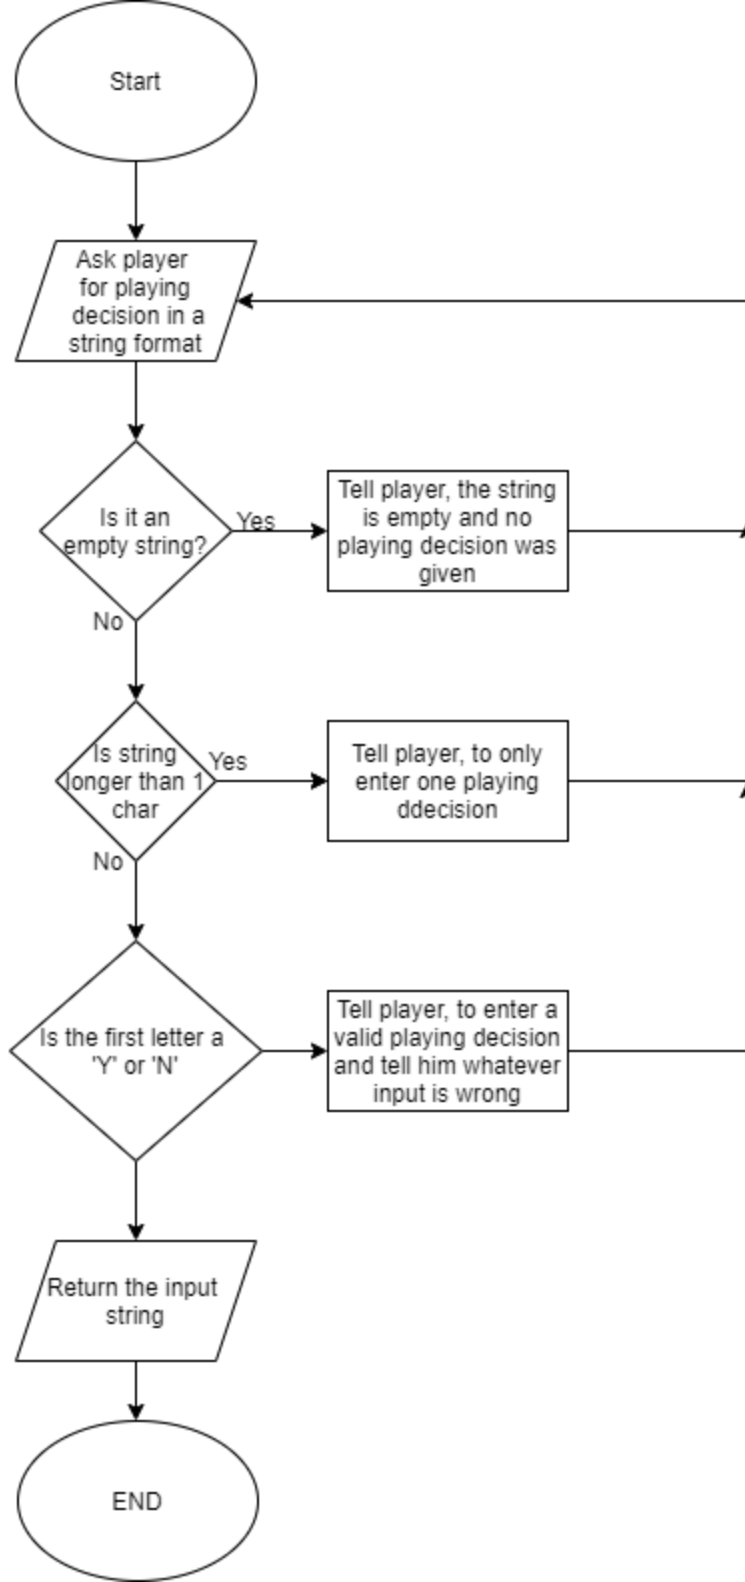 Start
Ask player
for playing
decision in a
string format
Is it an
empty string?
Yes
Tell player, the string
is empty and no
playing decision was
given
No
Is string
longer than 1
char
Yes
Tell player, to only
enter one playing
ddecision
No
Is the first letter a
'Y' or 'N'
Tell player, to enter a
valid playing decision
and tell him whatever
input is wrong
Return the input
string
END